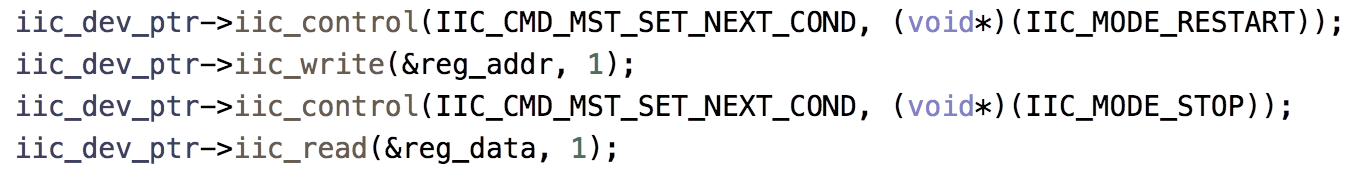 iic_dev_ptr->iic_control(IIC_CMD_MST_SET_NEXT_COND, (void*)(IIC_MODE_RESTART));
iic_dev_ptr->iic_write(&reg_addr, 1);
iic_dev_ptr->iic_control(IIC_CMD_MST_SET_NEXT_COND, (void*)(IIC_MODE_STOP));
iic_dev_ptr->iic_read(&reg_data, 1);